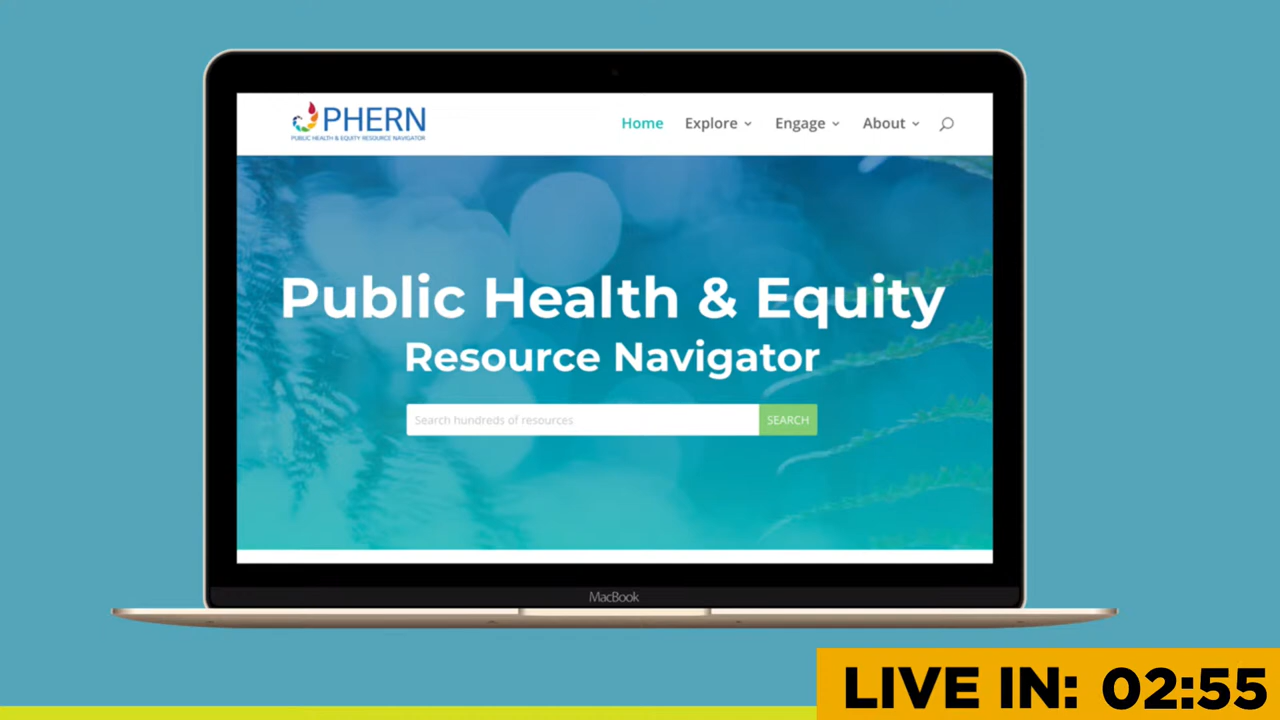 PHERN
PUBLIC HEALTH & EQUITY RESOURCE NAVIGATOR
Home Explore Engage About
Public Health & Equity
Resource Navigator
Search hundreds of resources SEARCH
MacBook
LIVE IN: 02:55